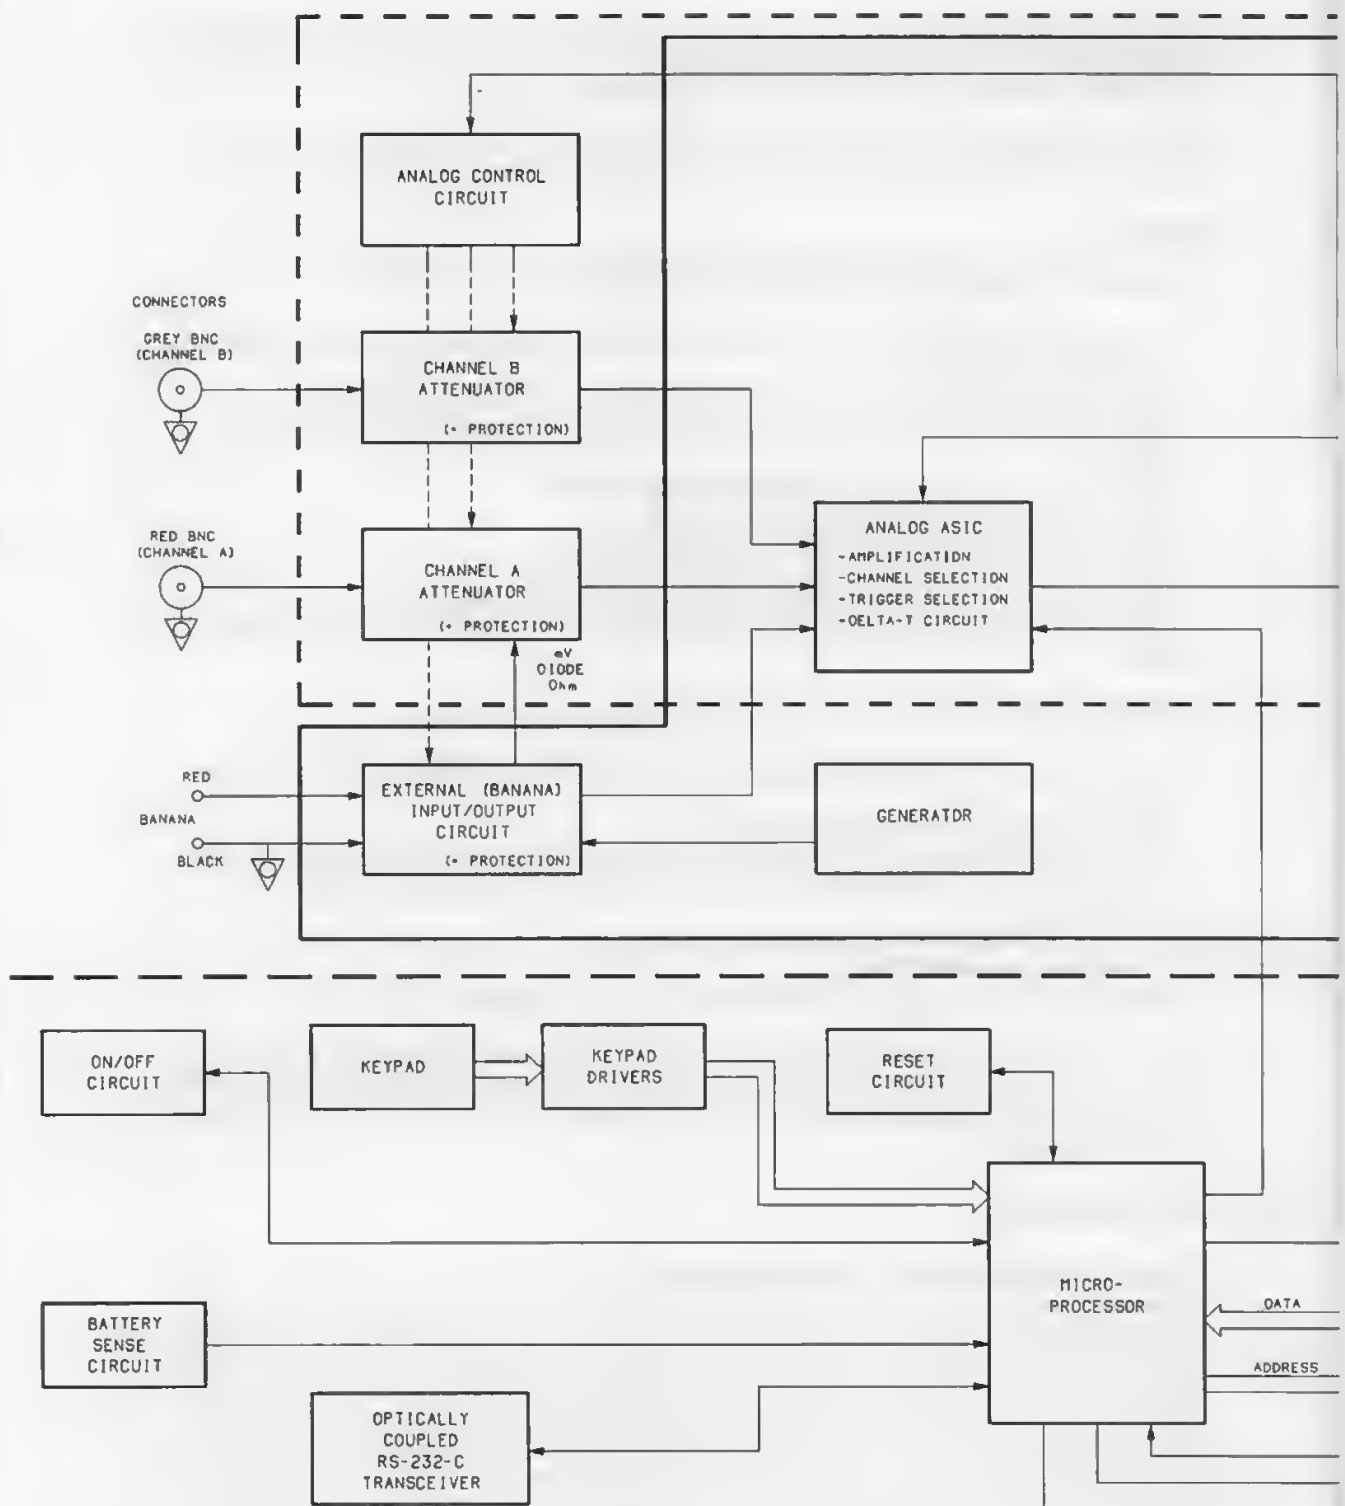 ANALOG CONTROL
CIRCUIT
CONNECTORS
GREY BNC
(CHANNEL B)
CHANNEL B
ATTENUATOR
(+ PROTECTION)
RED BNC
(CHANNEL A)
CHANNEL A
ATTENUATOR
(+ PROTECTION)
mV
DIODE
Ohm
ANALOG ASIC
-AMPLIFICATION
-CHANNEL SELECTION
-TRIGGER SELECTION
-DELTA-T CIRCUIT
RED
BANANA
BLACK
EXTERNAL (BANANA)
INPUT/OUTPUT
CIRCUIT
(+ PROTECTION)
GENERATOR
ON/OFF
CIRCUIT
KEYPAD
KEYPAD
DRIVERS
RESET
CIRCUIT
MICRO-
PROCESSOR
DATA
ADDRESS
BATTERY
SENSE
CIRCUIT
OPTICALLY
COUPLED
RS-232-C
TRANSCEIVER